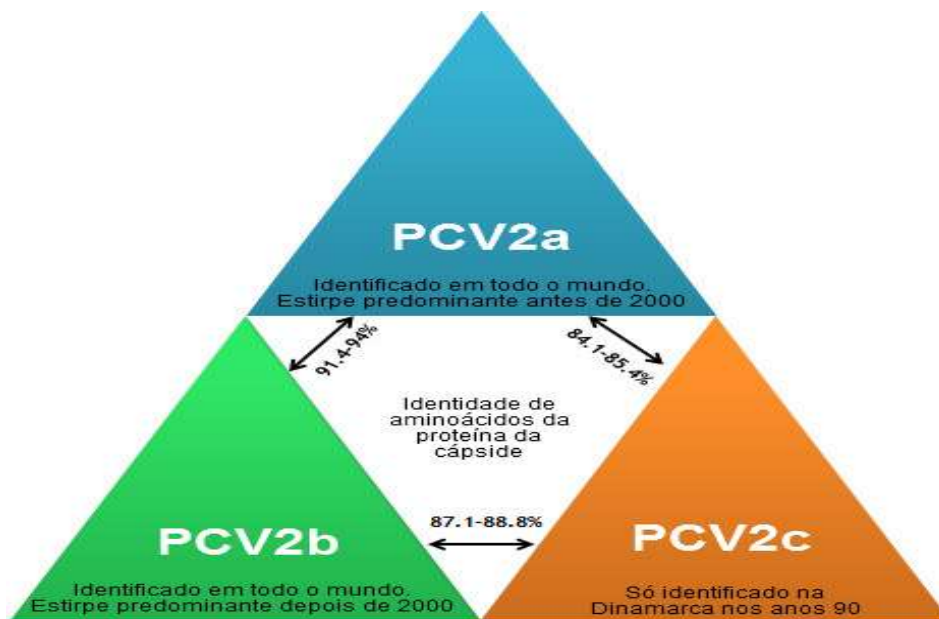 PCV2a
Identificado em todo o mundo.
Estirpe predominante antes de 2000
91.4-94%
84.1-85.4%
Identidade de
aminoácidos da
proteína da
cápside
87.1-88.8%
PCV2b
Identificado em todo o mundo.
Estirpe predominante depois de 2000
PCV2c
Só identificado na
Dinamarca nos anos 90